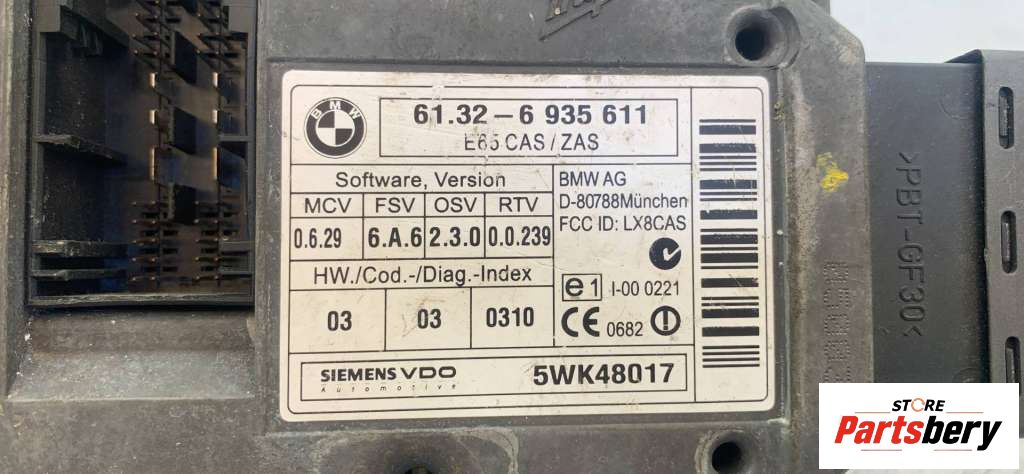 BMW
61.32 – 6 935 611
E65 CAS / ZAS
Software, Version
MCV FSV OSV RTV
0.6.29 6.A.6 2.3.0 0.0.239
HW./Cod.-/Diag.-Index
03 03 0310
BMW AG
D-80788München
FCC ID: LX8CAS
e1 I-00 0221
CE 0682
SIEMENS VDO
Automotive
5WK48017
>PBT-GF30<
STORE
Partsbery